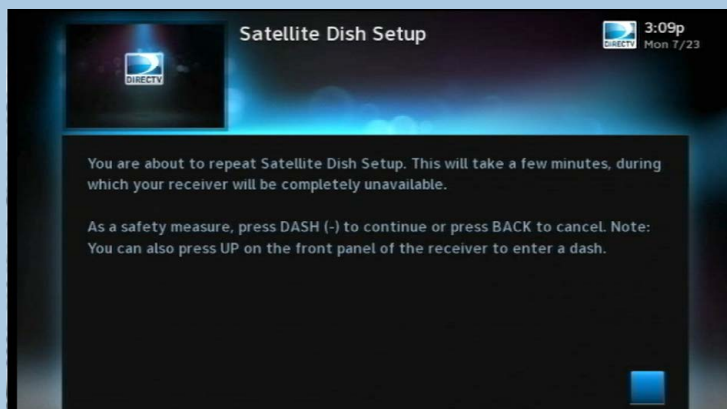 Satellite Dish Setup
3:09p
DIRECTV
Mon 7/23
DIRECTV
You are about to repeat Satellite Dish Setup. This will take a few minutes, during
which your receiver will be completely unavailable.
As a safety measure, press DASH (-) to continue or press BACK to cancel. Note:
You can also press UP on the front panel of the receiver to enter a dash.